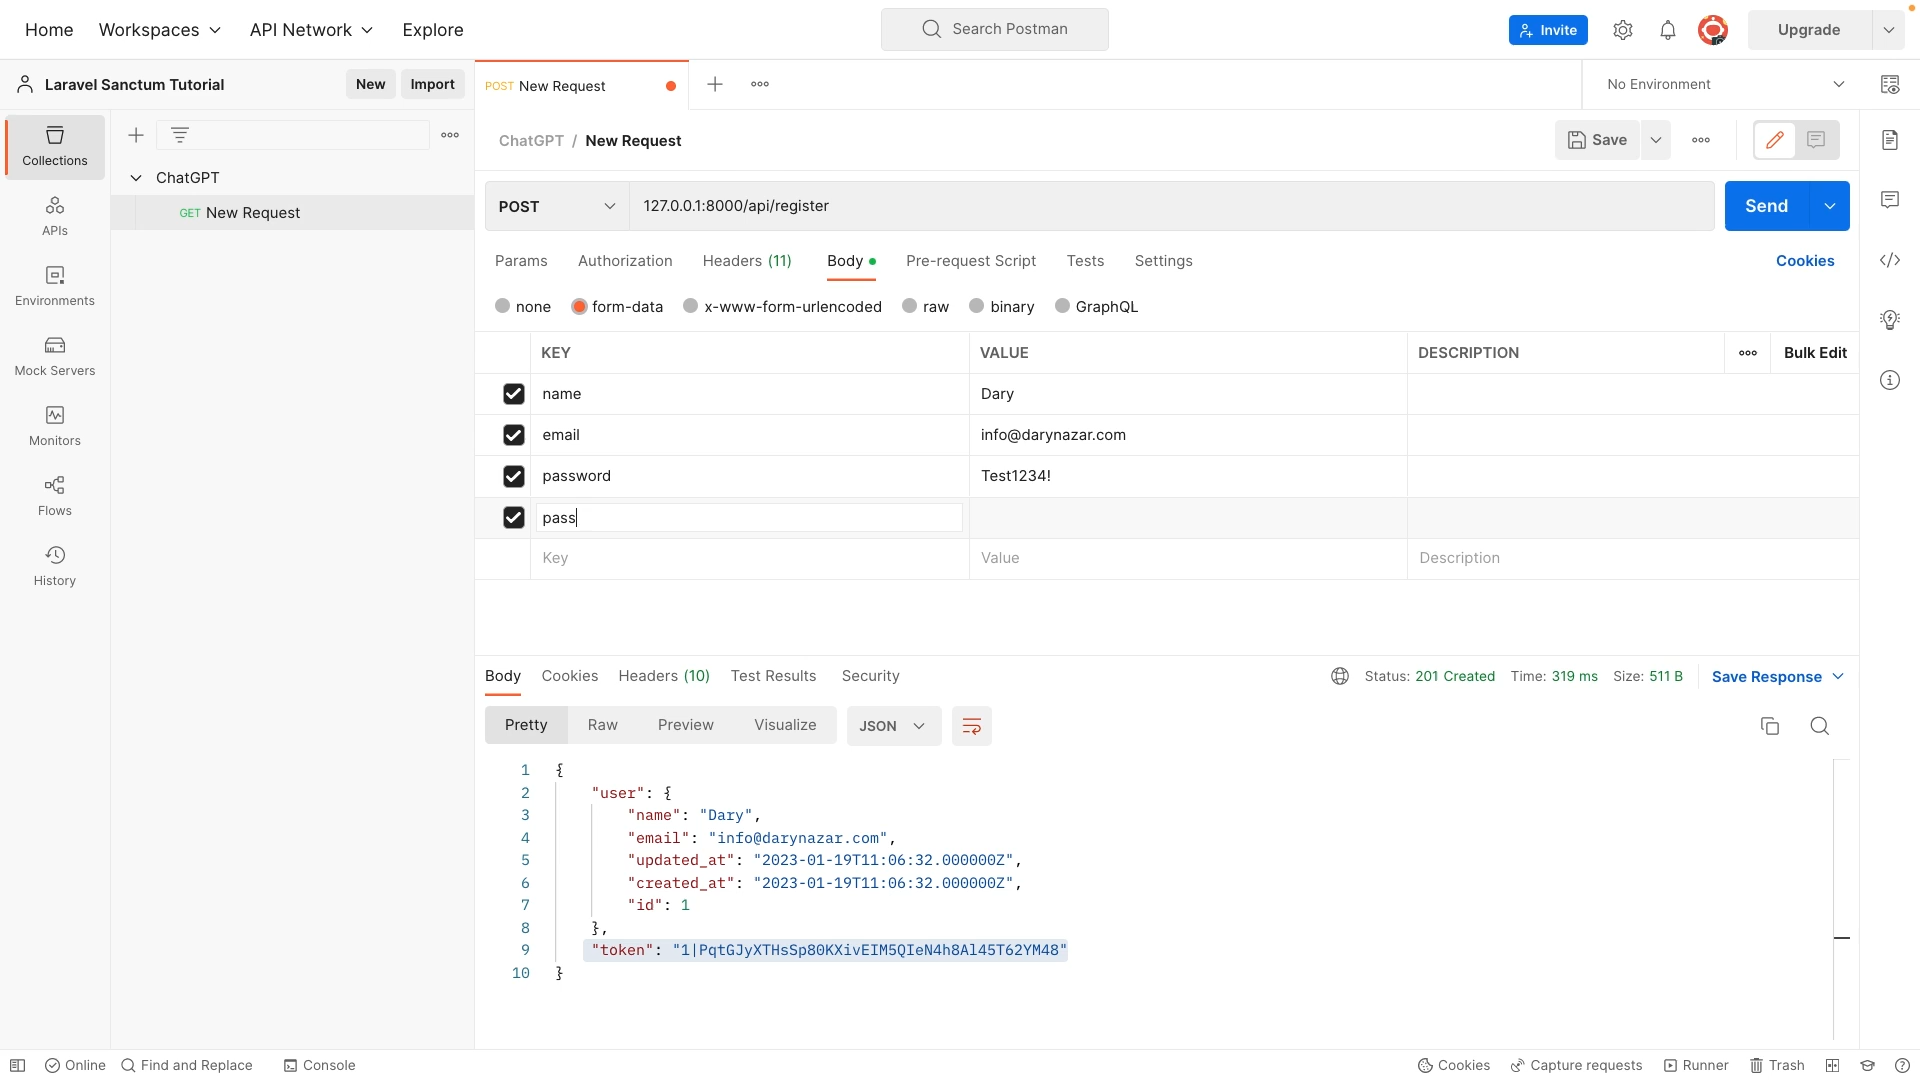 Home Workspaces API Network Explore Search Postman Invite Upgrade
Laravel Sanctum Tutorial New Import POST New Request No Environment
Collections
APIs
Environments
Mock Servers
Monitors
Flows
History
ChatGPT
GET New Request
ChatGPT / New Request Save
POST 127.0.0.1:8000/api/register Send
Params Authorization Headers (11) Body Pre-request Script Tests Settings Cookies
none form-data x-www-form-urlencoded raw binary GraphQL
KEY VALUE DESCRIPTION Bulk Edit
name Dary
email info@darynazar.com
password Test1234!
pass
Key Value Description
Body Cookies Headers (10) Test Results Security Status: 201 Created Time: 319 ms Size: 511 B Save Response
Pretty Raw Preview Visualize JSON
1 {
2 "user": {
3 "name": "Dary",
4 "email": "info@darynazar.com",
5 "updated_at": "2023-01-19T11:06:32.000000Z",
6 "created_at": "2023-01-19T11:06:32.000000Z",
7 "id": 1
8 },
9 "token": "1|PqtGJyXTHsSp80KXivEIM5QIeN4h8Al45T62YM48"
10 }
Online Find and Replace Console Cookies Capture requests Runner Trash